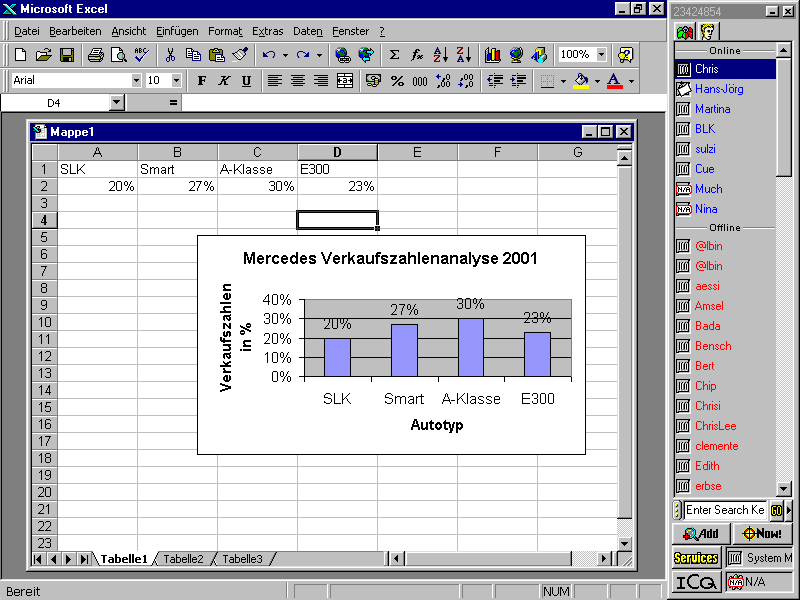 Microsoft Excel
Datei Bearbeiten Ansicht Einfügen Format Extras Daten Fenster ?
100%
Arial 10 F K U % 000
D4 =
Mappe1
A B C D E F G
1 SLK Smart A-Klasse E300
2 20% 27% 30% 23%
3
4
5
6
7
8
9
10
11
12
13
14
15
16
17
18
19
20
21
22
23
Mercedes Verkaufszahlenanalyse 2001
Verkaufszahlen
in %
40%
30%
20%
10%
0%
20% 27% 30% 23%
SLK Smart A-Klasse E300
Autotyp
Tabelle1 Tabelle2 Tabelle3
Bereit NUM
23424854
Online
Chris
Hans-Jörg
Martina
BLK
sulzi
Cue
N/A Much
N/A Nina
Offline
@lbin
@lbin
aessi
Amsel
Bada
Bensch
Bert
Chip
Chrisi
ChrisLee
clemente
Edith
erbse
Enter Search Ke GO
Add Now!
Services System M
ICQ N/A N/A